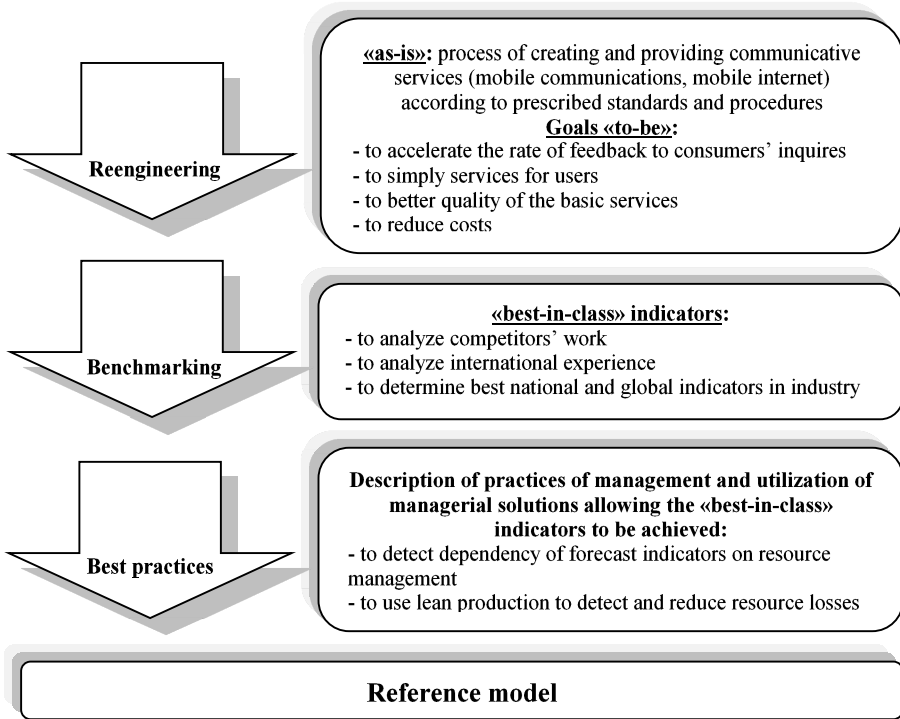 «as-is»: process of creating and providing communicative
services (mobile communications, mobile internet)
according to prescribed standards and procedures
Goals «to-be»:
- to accelerate the rate of feedback to consumers’ inquires
- to simply services for users
- to better quality of the basic services
- to reduce costs
Reengineering
«best-in-class» indicators:
- to analyze competitors’ work
- to analyze international experience
- to determine best national and global indicators in industry
Benchmarking
Description of practices of management and utilization of
managerial solutions allowing the «best-in-class»
indicators to be achieved:
- to detect dependency of forecast indicators on resource
management
- to use lean production to detect and reduce resource losses
Best practices
Reference model